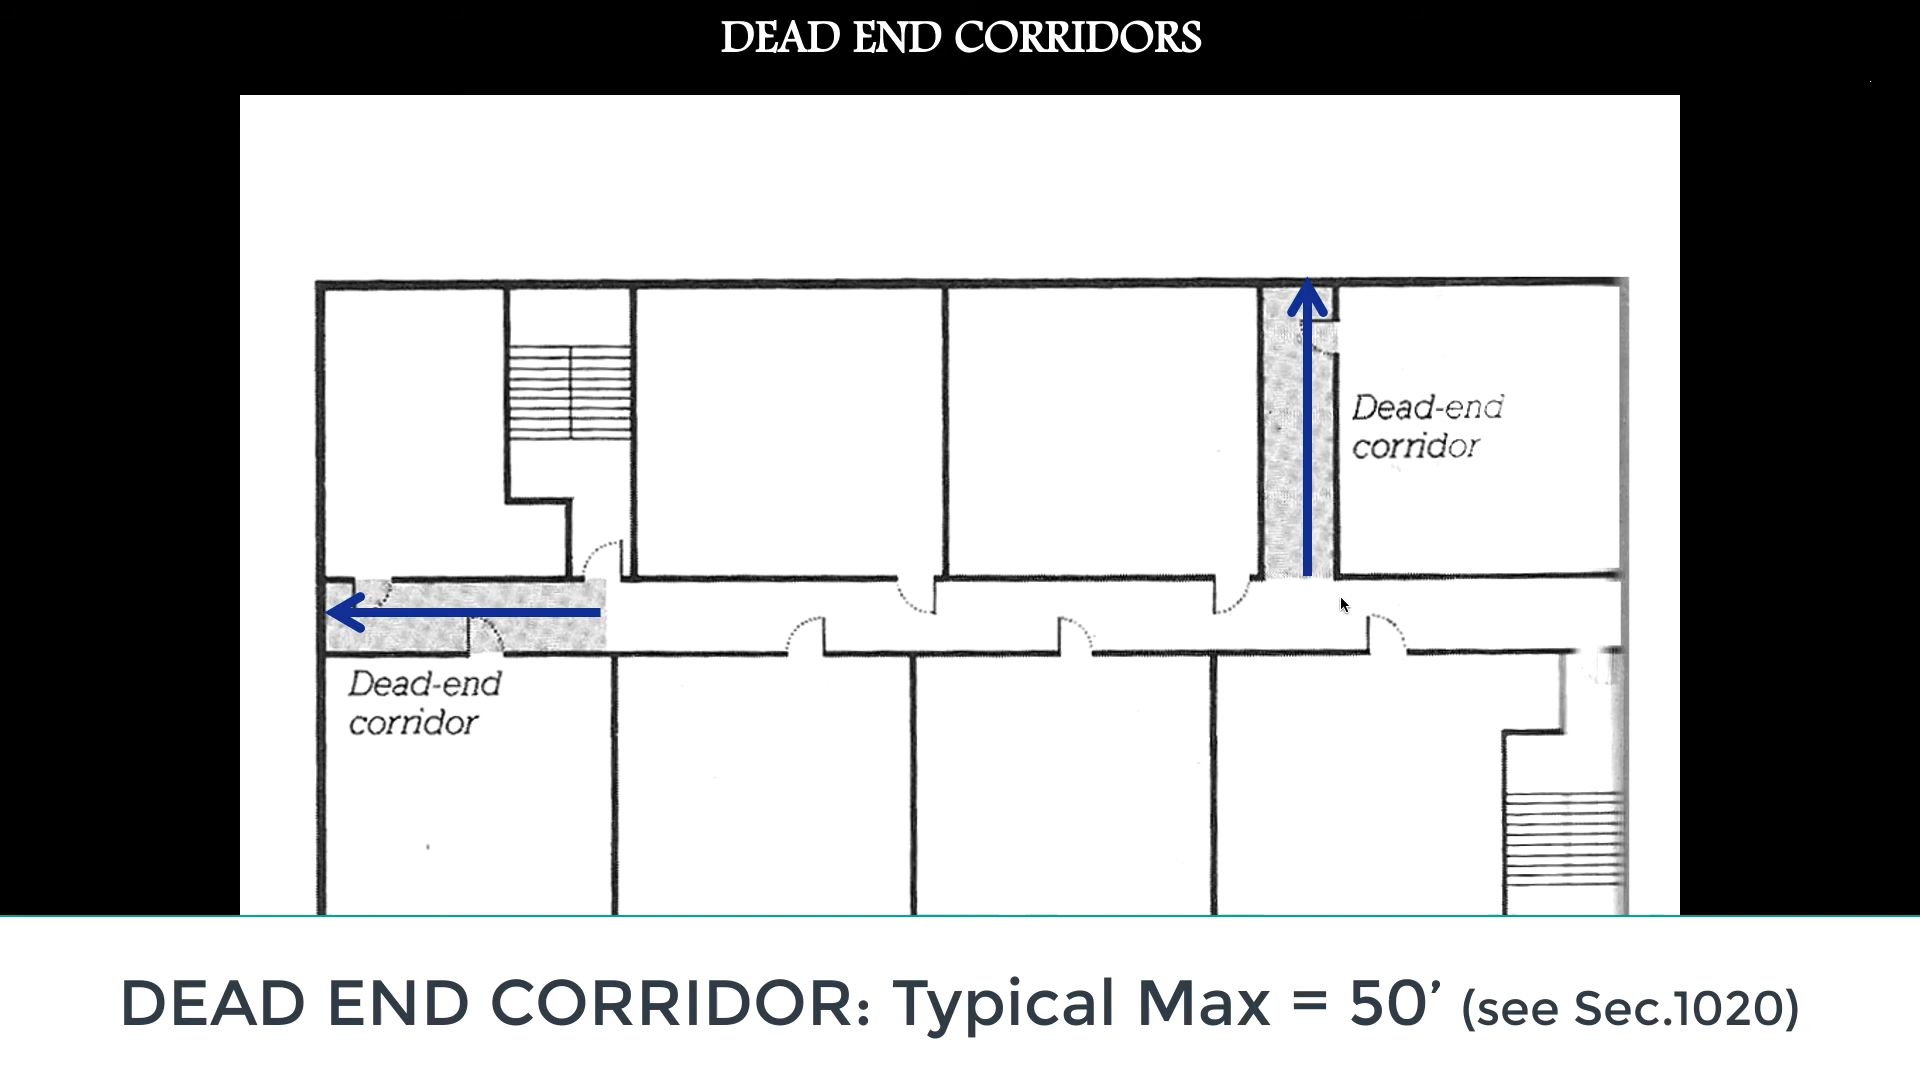 DEAD END CORRIDORS
Dead-end
corridor
Dead-end
corridor
DEAD END CORRIDOR: Typical Max = 50’ (see Sec.1020)